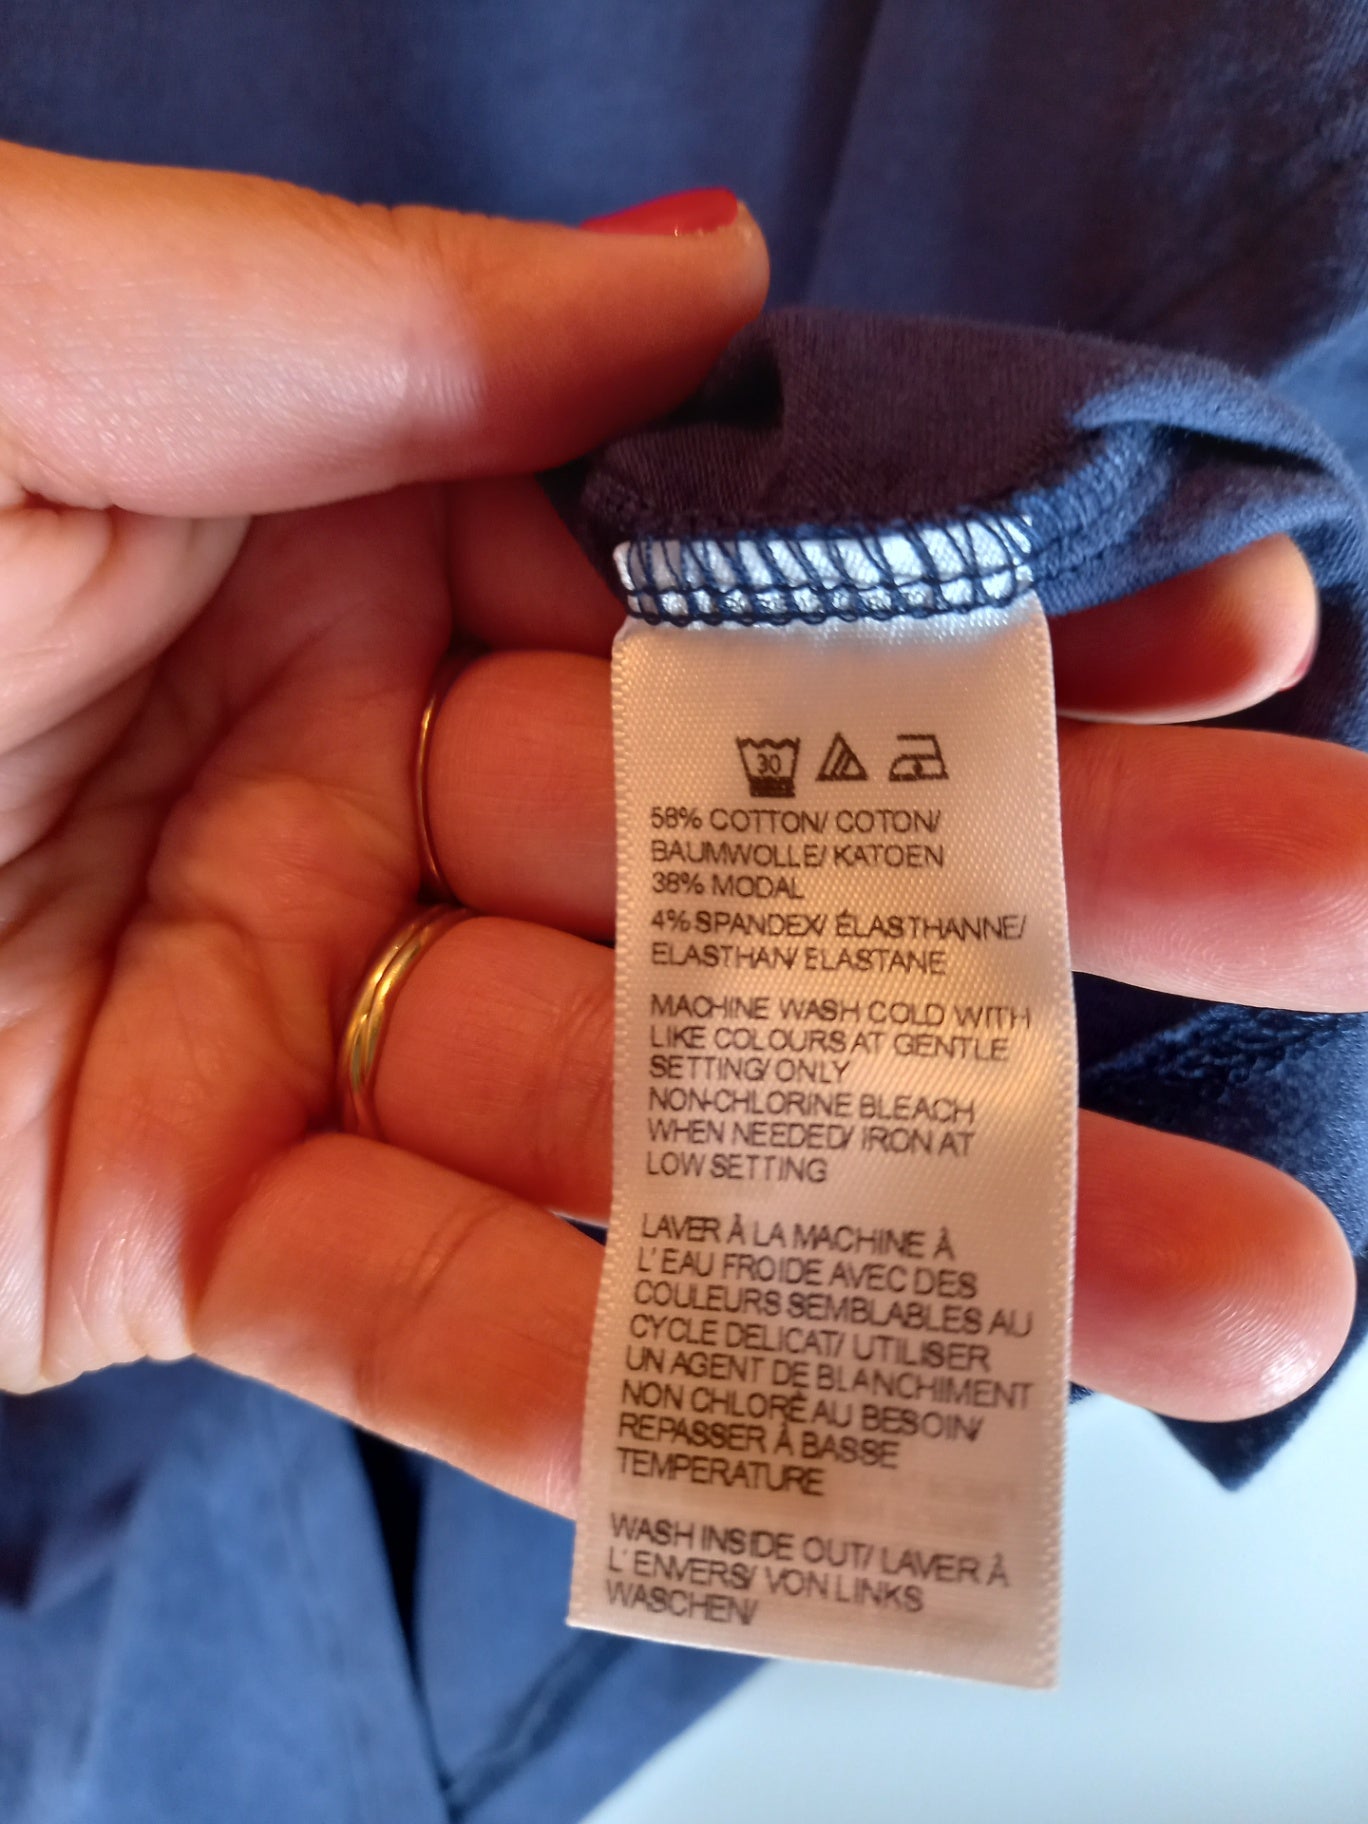 30
58% COTTON/ COTON/
BAUMWOLLE/ KATOEN
38% MODAL
4% SPANDEX/ ÉLASTHANNE/
ELASTHAN/ ELASTANE
MACHINE WASH COLD WITH
LIKE COLOURS AT GENTLE
SETTING/ ONLY
NON-CHLORINE BLEACH
WHEN NEEDED/ IRON AT
LOW SETTING
LAVER À LA MACHINE À
L'EAU FROIDE AVEC DES
COULEURS SEMBLABLES AU
CYCLE DELICAT/ UTILISER
UN AGENT DE BLANCHIMENT
NON CHLORÊ AU BESOIN/
REPASSER À BASSE
TEMPERATURE
WASH INSIDE OUT/ LAVER À
L'ENVERS/ VON LINKS
WASCHEN/